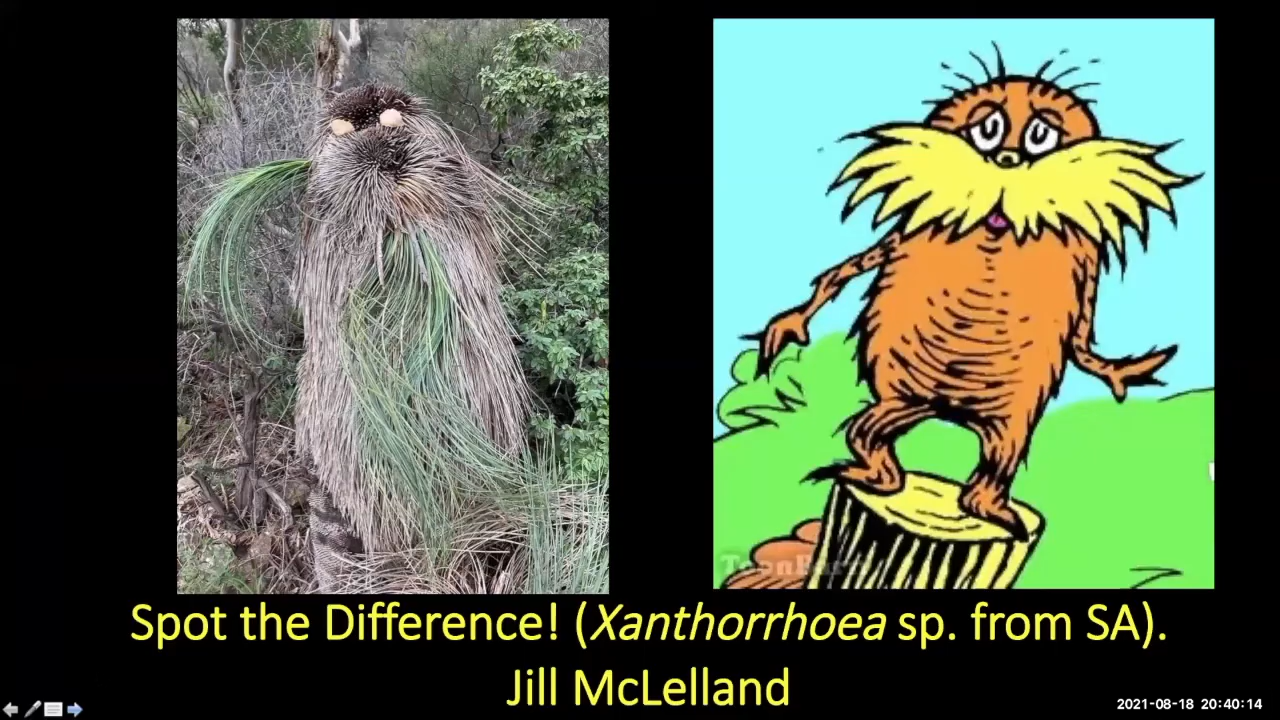 Spot the Difference! (Xanthorrhoea sp. from SA).
Jill McLelland
2021-08-18 20:40:14